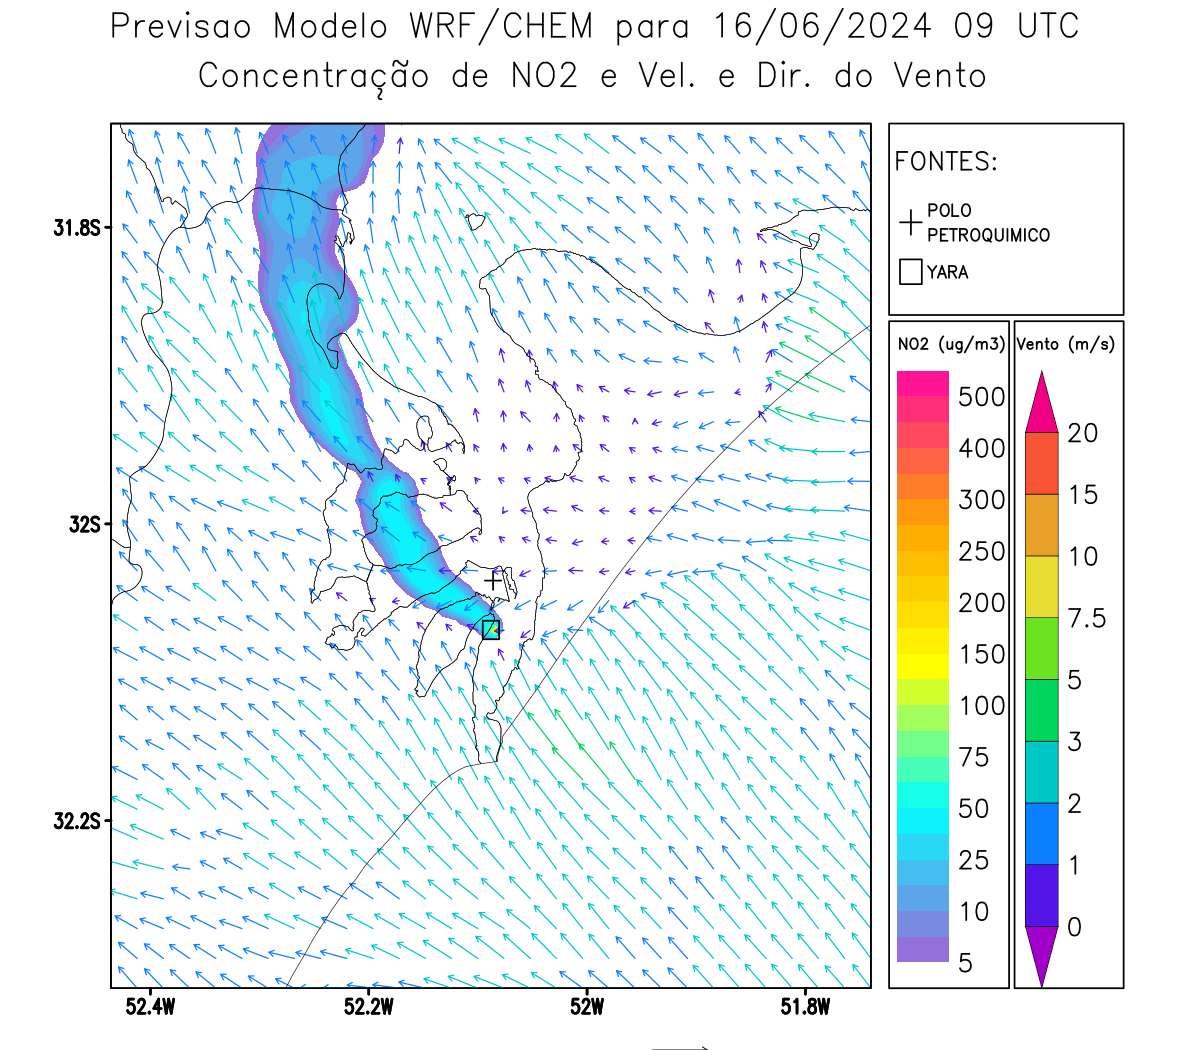 Previsao Modelo WRF/CHEM para 16/06/2024 09 UTC
Concentração de NO2 e Vel. e Dir. do Vento
FONTES:
POLO
PETROQUIMICO
YARA
31.8S
32S
32.2S
52.4W
52.2W
52W
51.8W
NO2 (ug/m3)
500
400
300
250
200
150
100
75
50
25
10
5
Vento (m/s)
20
15
10
7.5
5
3
2
1
0